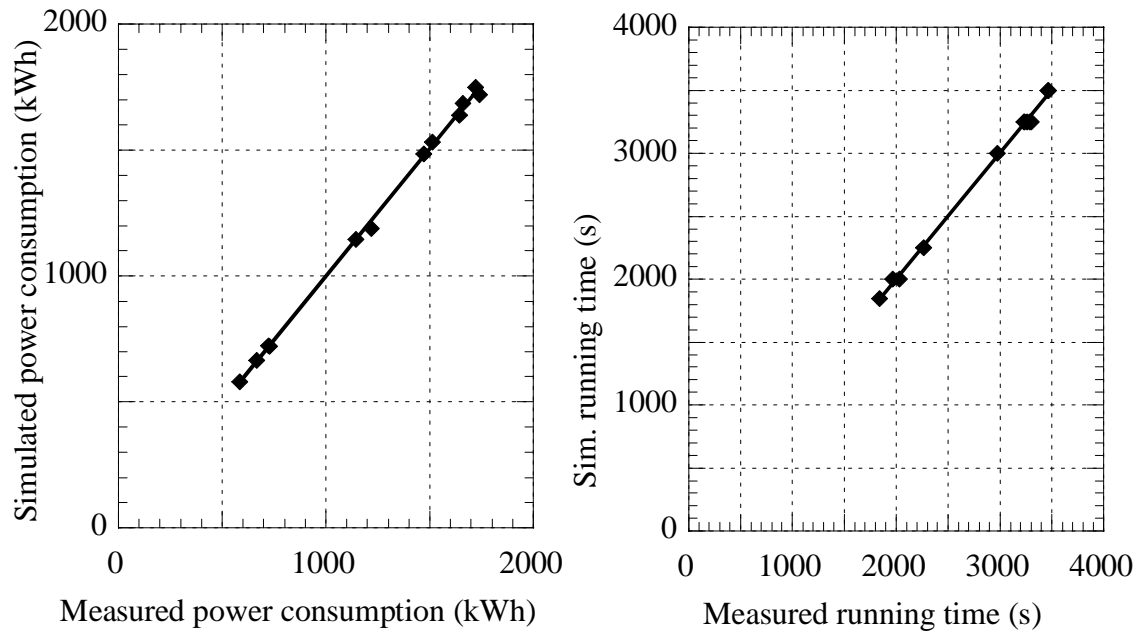 Simulated power consumption (kWh)
2000
1000
0
0 1000 2000
Measured power consumption (kWh)
Sim. running time (s)
4000
3000
2000
1000
0
0 1000 2000 3000 4000
Measured running time (s)